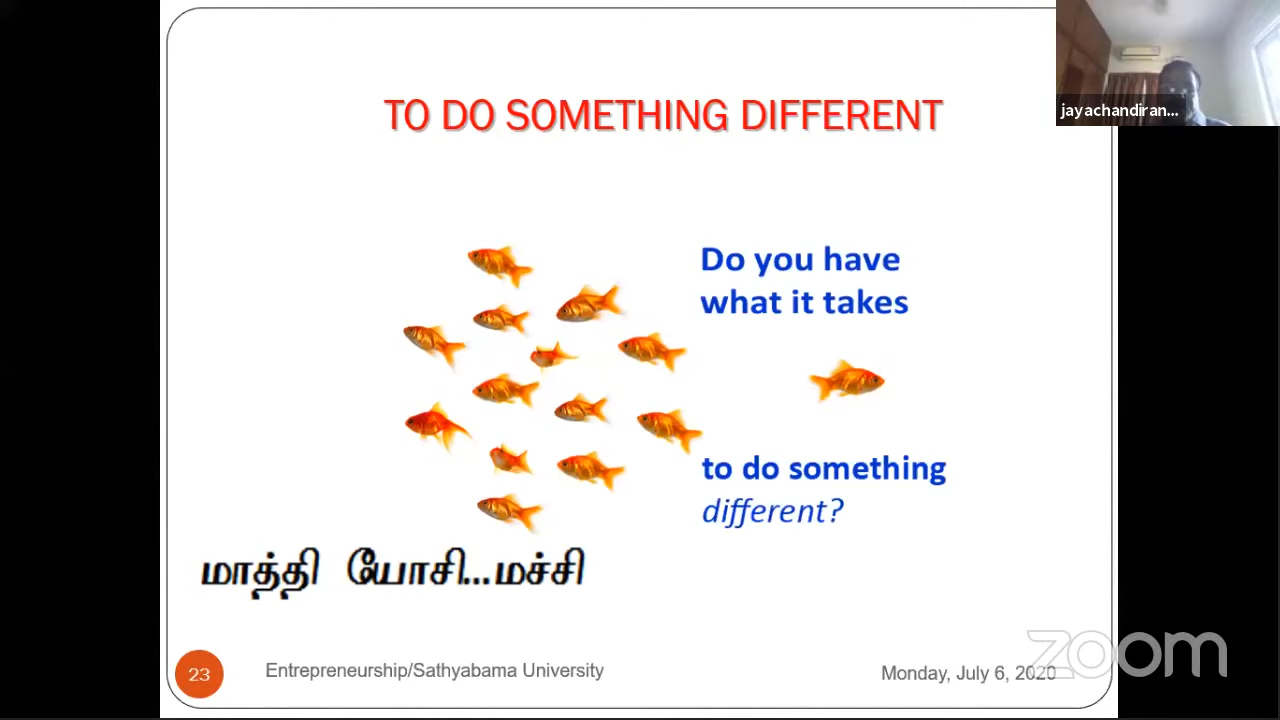 TO DO SOMETHING DIFFERENT
jayachandiran...
Do you have
what it takes
to do something
different?
மாத்தி யோசி...மச்சி
23
Entrepreneurship/Sathyabama University
Monday, July 6, 2020
zoom